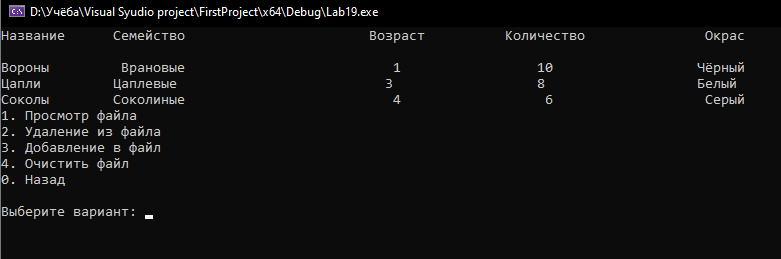 D:\Учёба\Visual Syudio project\FirstProject\x64\Debug\Lab19.exe
Название Семейство Возраст Количество Окрас
Вороны Врановые 1 10 Чёрный
Цапли Цаплевые 3 8 Белый
Соколы Соколиные 4 6 Серый
1. Просмотр файла
2. Удаление из файла
3. Добавление в файл
4. Очистить файл
0. Назад
Выберите вариант: